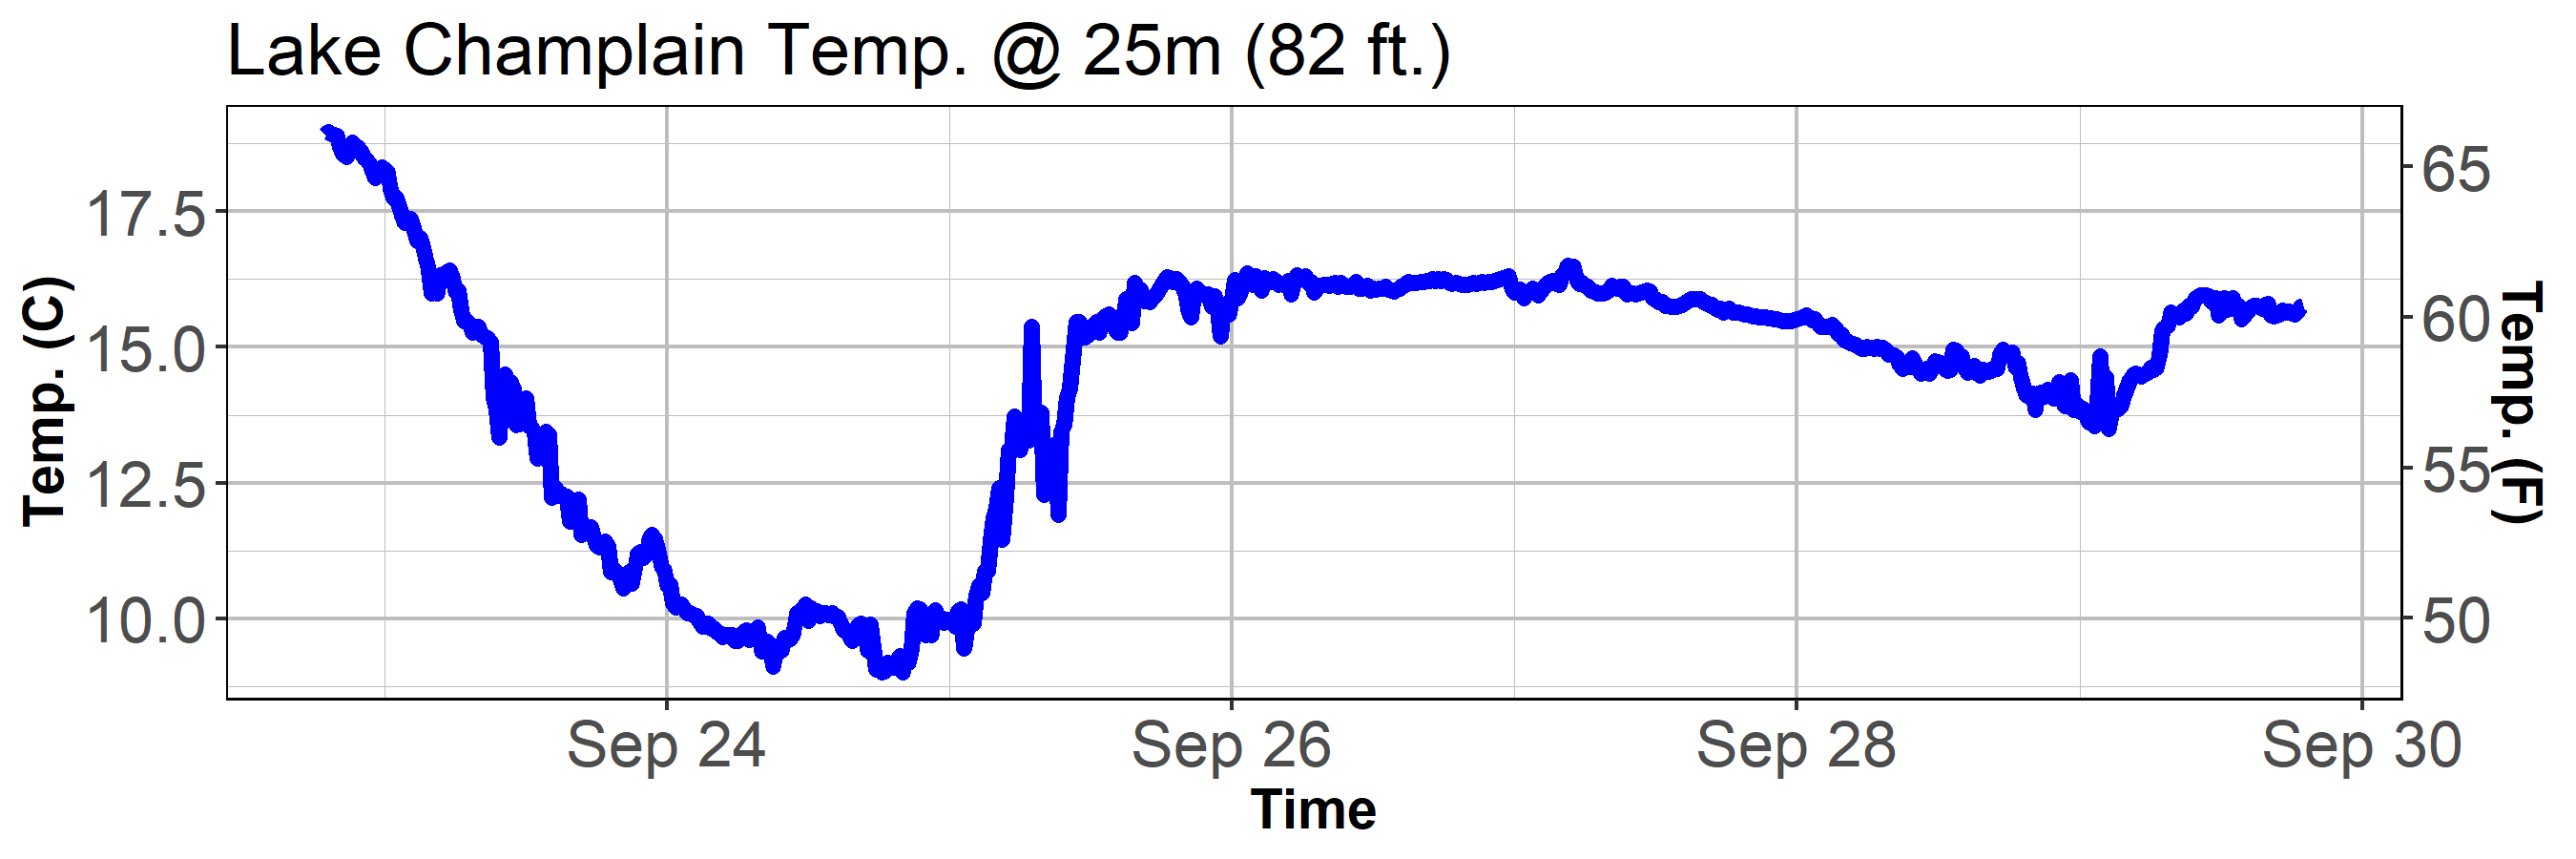 Lake Champlain Temp. @ 25m (82 ft.)
Temp. (C)
17.5
15.0
12.5
10.0
65
60
55
50
Temp. (F)
Sep 24
Sep 26
Sep 28
Sep 30
Time